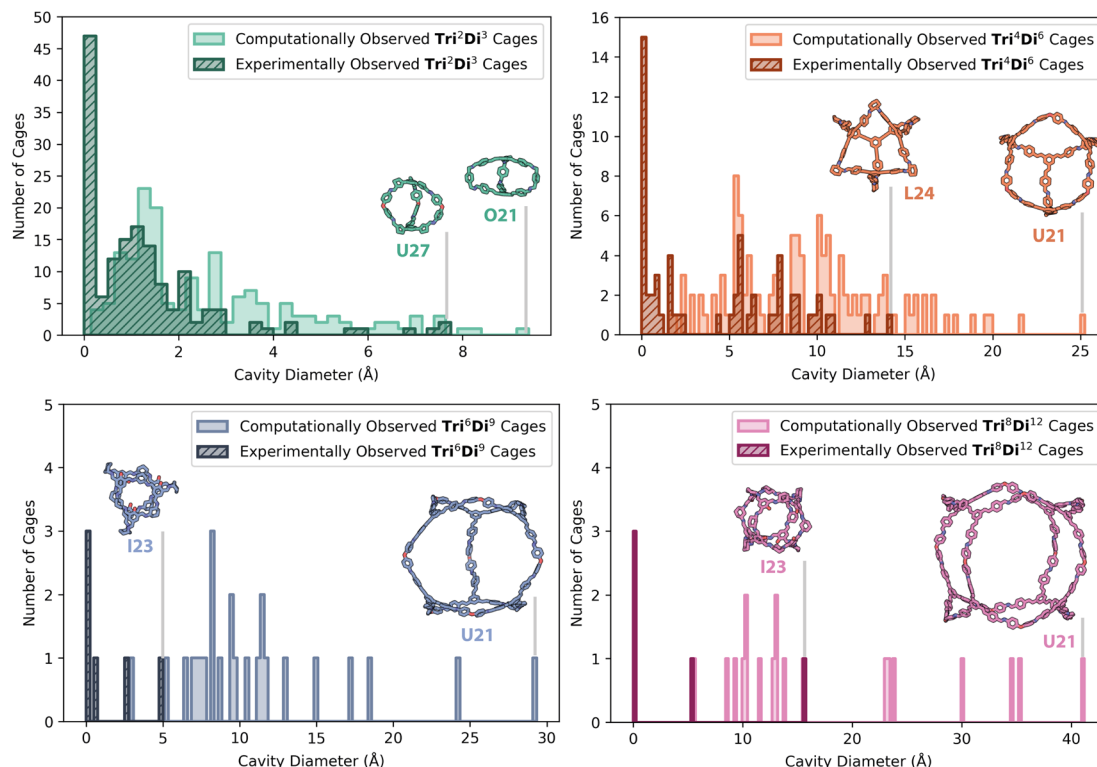 50
45
40
35
30
25
20
15
10
5
0
Number of Cages
Computationally Observed Tri²Di³ Cages
Experimentally Observed Tri²Di³ Cages
U27
O21
0 2 4 6 8
Cavity Diameter (Å)
16
14
12
10
8
6
4
2
0
Number of Cages
Computationally Observed Tri⁴Di⁶ Cages
Experimentally Observed Tri⁴Di⁶ Cages
L24
U21
0 5 10 15 20 25
Cavity Diameter (Å)
5
4
3
2
1
0
Number of Cages
Computationally Observed Tri⁶Di⁹ Cages
Experimentally Observed Tri⁶Di⁹ Cages
I23
U21
0 5 10 15 20 25 30
Cavity Diameter (Å)
5
4
3
2
1
0
Number of Cages
Computationally Observed Tri⁸Di¹² Cages
Experimentally Observed Tri⁸Di¹² Cages
I23
U21
0 10 20 30 40
Cavity Diameter (Å)